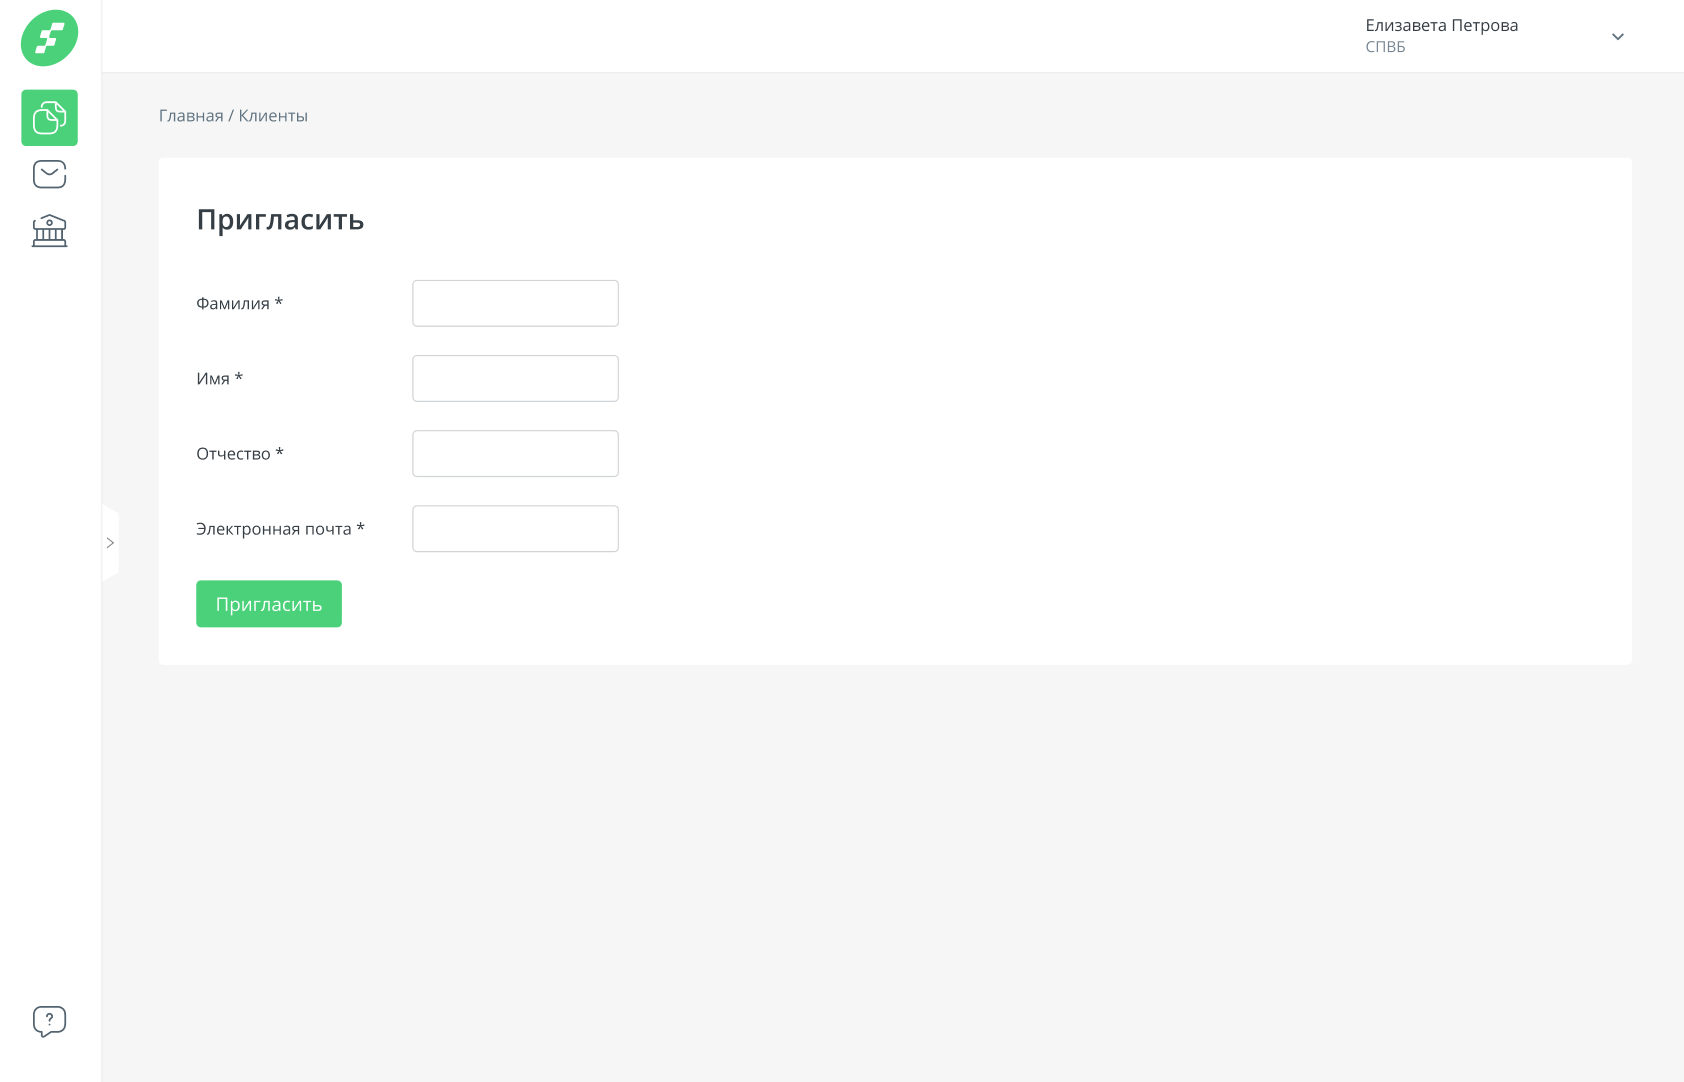 Елизавета Петрова
СПВБ
Главная / Клиенты
Пригласить
Фамилия *
Имя *
Отчество *
Электронная почта *
Пригласить
?